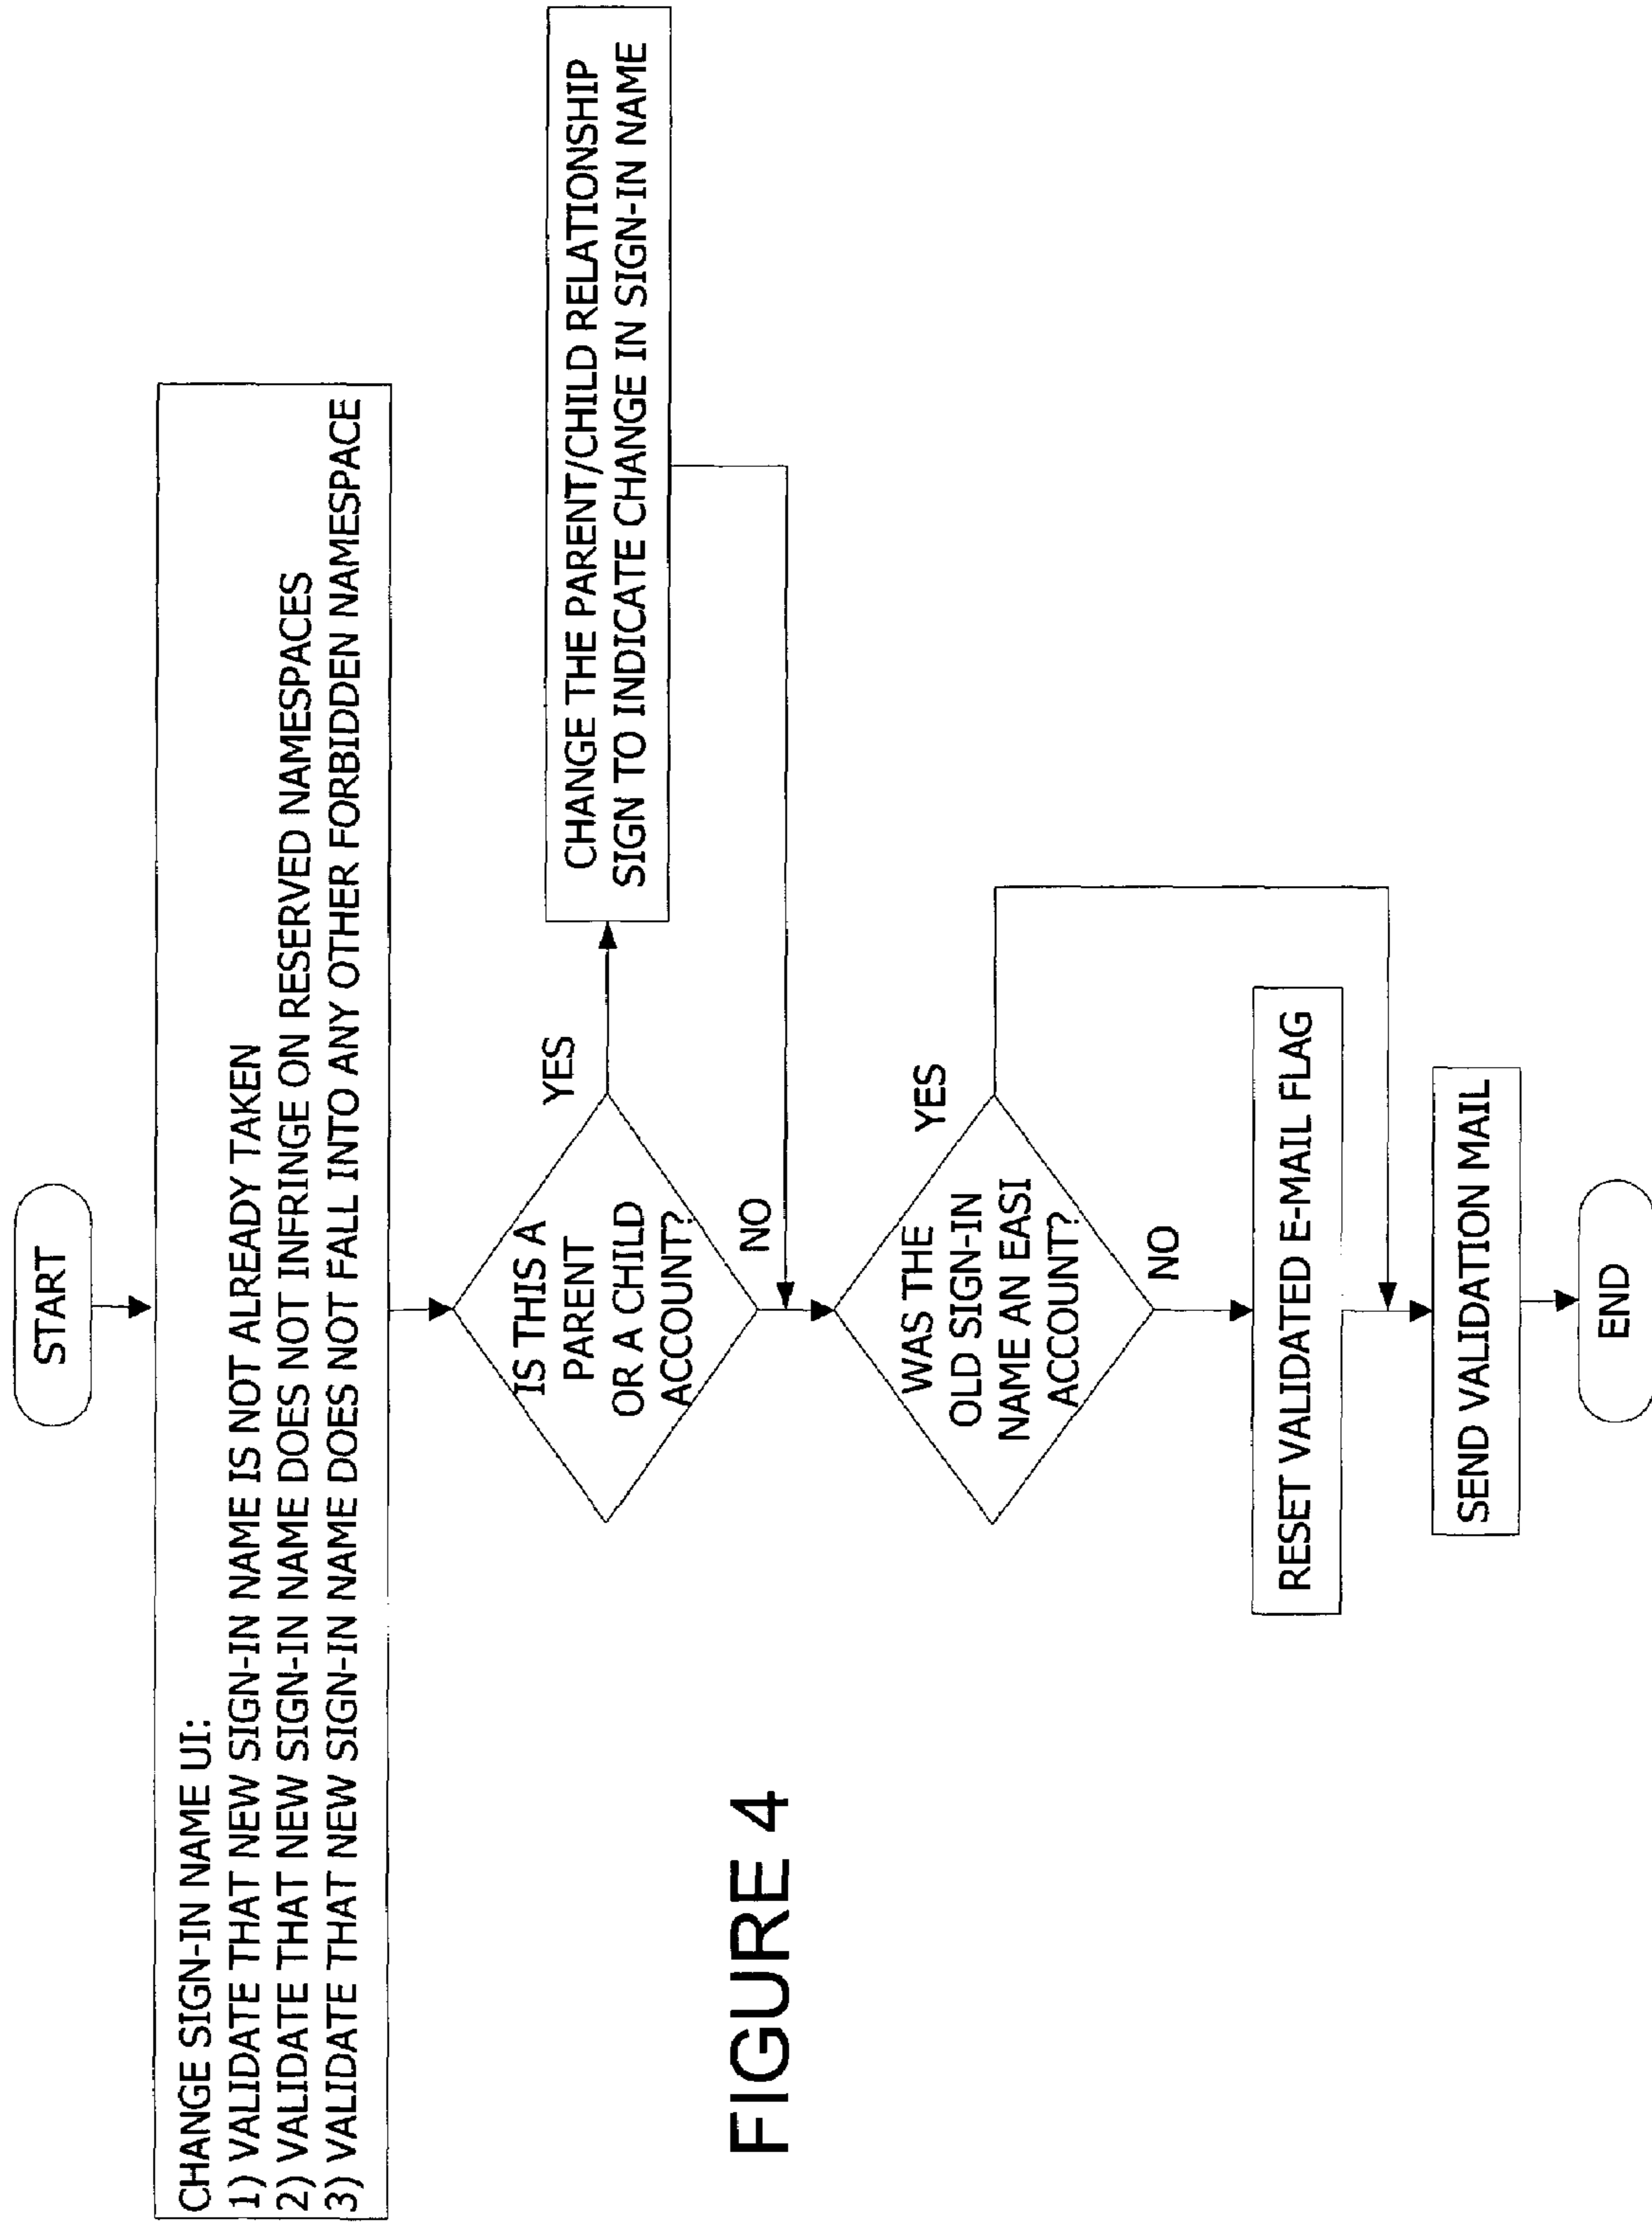 START
CHANGE SIGN-IN NAME UI:
1) VALIDATE THAT NEW SIGN-IN NAME IS NOT ALREADY TAKEN
2) VALIDATE THAT NEW SIGN-IN NAME DOES NOT INFRINGE ON RESERVED NAMESPACES
3) VALIDATE THAT NEW SIGN-IN NAME DOES NOT FALL INTO ANY OTHER FORBIDDEN NAMESPACE
IS THIS A
PARENT
OR A CHILD
ACCOUNT?
YES
CHANGE THE PARENT/CHILD RELATIONSHIP
SIGN TO INDICATE CHANGE IN SIGN-IN NAME
NO
WAS THE
OLD SIGN-IN
NAME AN EASI
ACCOUNT?
YES
NO
RESET VALIDATED E-MAIL FLAG
SEND VALIDATION MAIL
END
FIGURE 4